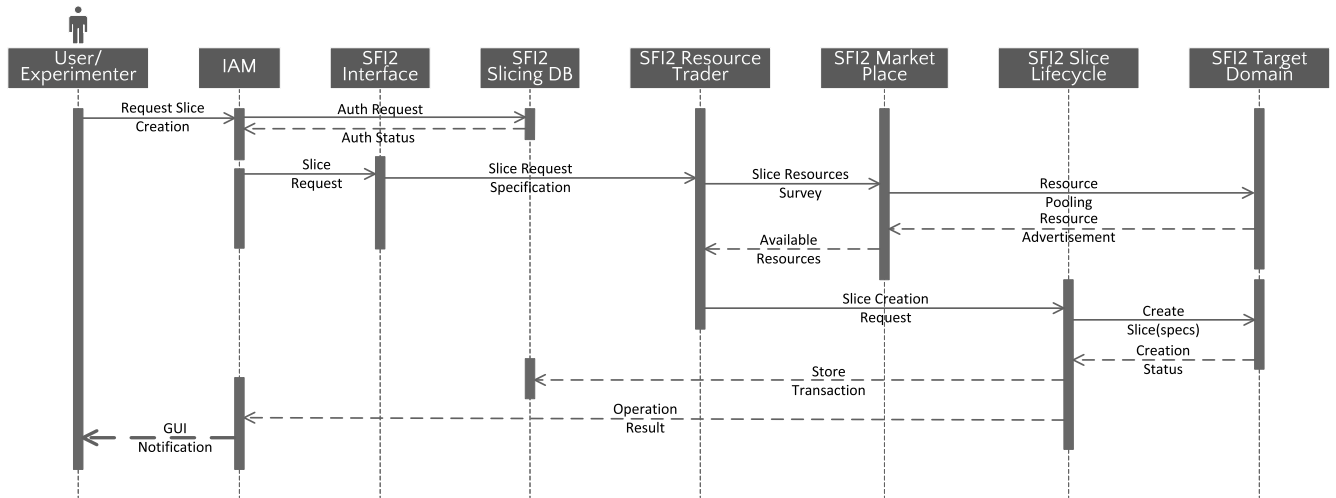 User/
Experimenter
IAM
SFI2
Interface
SFI2
Slicing DB
SFI2 Resource
Trader
SFI2 Market
Place
SFI2 Slice
Lifecycle
SFI2 Target
Domain
Request Slice
Creation
Auth Request
Auth Status
Slice
Request
Slice Request
Specification
Slice Resources
Survey
Resource
Pooling
Resource
Advertisement
Available
Resources
Slice Creation
Request
Create
Slice(specs)
Creation
Status
Store
Transaction
Operation
Result
GUI
Notification